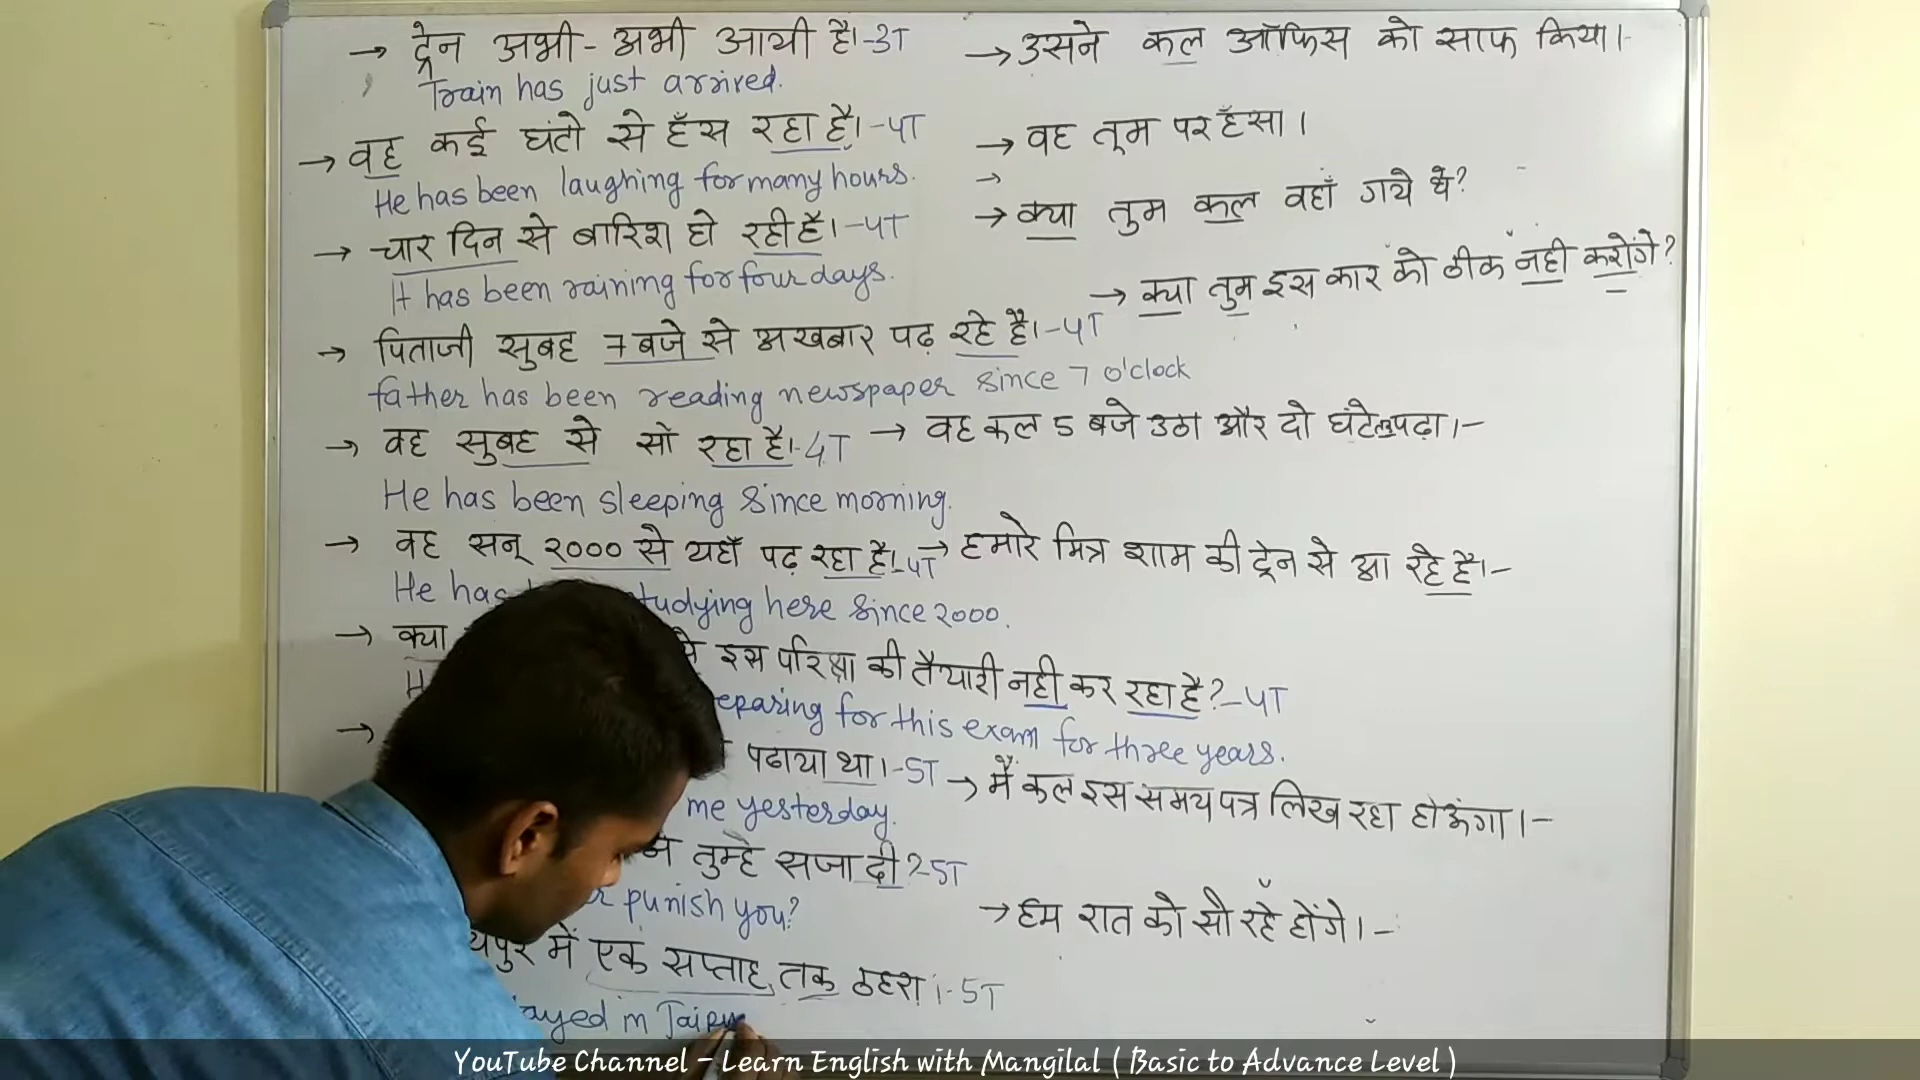 → ट्रेन अभी-अभी आयी है।-3T
Train has just arrived.
→ वह कई घंटो से हँस रहा है।-4T
He has been laughing for many hours.
→ चार दिन से बारिश हो रही है।-4T
It has been raining for four days.
→ पिताजी सुबह 7 बजे से अखबार पढ़ रहे है।-4T
father has been reading newspaper since 7 o'clock
→ वह सुबह से सो रहा है।-4T
He has been sleeping since morning.
→ वह सन् २००० से यहाँ पढ़ रहा है।-4T
He has studying here since 2000.
→ क्या से इस परिक्षा की तैयारी नही कर रहा है?-4T
for this exam for three years.
→ पढाया था।-5T
me yesterday.
तुम्हे सजा दी?-5T
punish you?
में एक सप्ताह तक ठहरा।-5T
in Jaipur
→ उसने कल ऑफिस को साफ किया।-
→ वह तुम पर हँसा।
→
→ क्या तुम कल वहाँ गये थे?
→ क्या तुम इस कार को ठीक नही करोंगे?
→ वह कल 5 बजे उठा और दो घंटे पढ़ा।-
→ हमारे मित्र शाम की ट्रेन से आ रहे है।-
→ मैं कल इस समय पत्र लिख रहा होऊंगा।-
→ हम रात को सो रहे होंगे।-
YouTube Channel - Learn English with Mangilal ( Basic to Advance Level )